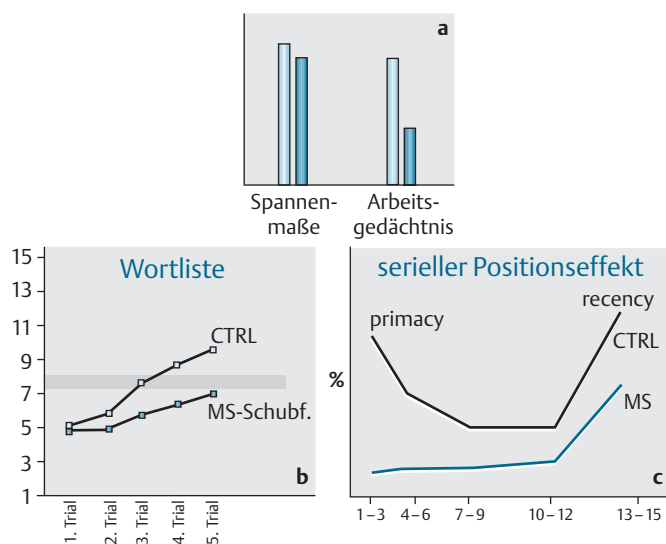 a
Spannen-
maße
Arbeits-
gedächtnis
Wortliste
15
13
11
9
7
5
3
1
CTRL
MS-Schubf.
b
1. Trial
2. Trial
3. Trial
4. Trial
5. Trial
serieller Positionseffekt
primacy
recency
CTRL
%
MS
c
1–3
4–6
7–9
10–12
13–15